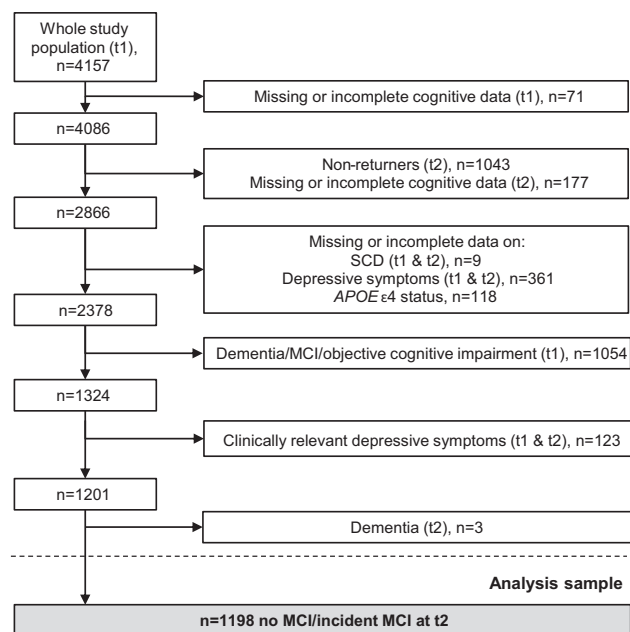 Whole study
population (t1),
n=4157
Missing or incomplete cognitive data (t1), n=71
n=4086
Non-returners (t2), n=1043
Missing or incomplete cognitive data (t2), n=177
n=2866
Missing or incomplete data on:
SCD (t1 & t2), n=9
Depressive symptoms (t1 & t2), n=361
APOE ε4 status, n=118
n=2378
Dementia/MCI/objective cognitive impairment (t1), n=1054
n=1324
Clinically relevant depressive symptoms (t1 & t2), n=123
n=1201
Dementia (t2), n=3
Analysis sample
n=1198 no MCI/incident MCI at t2